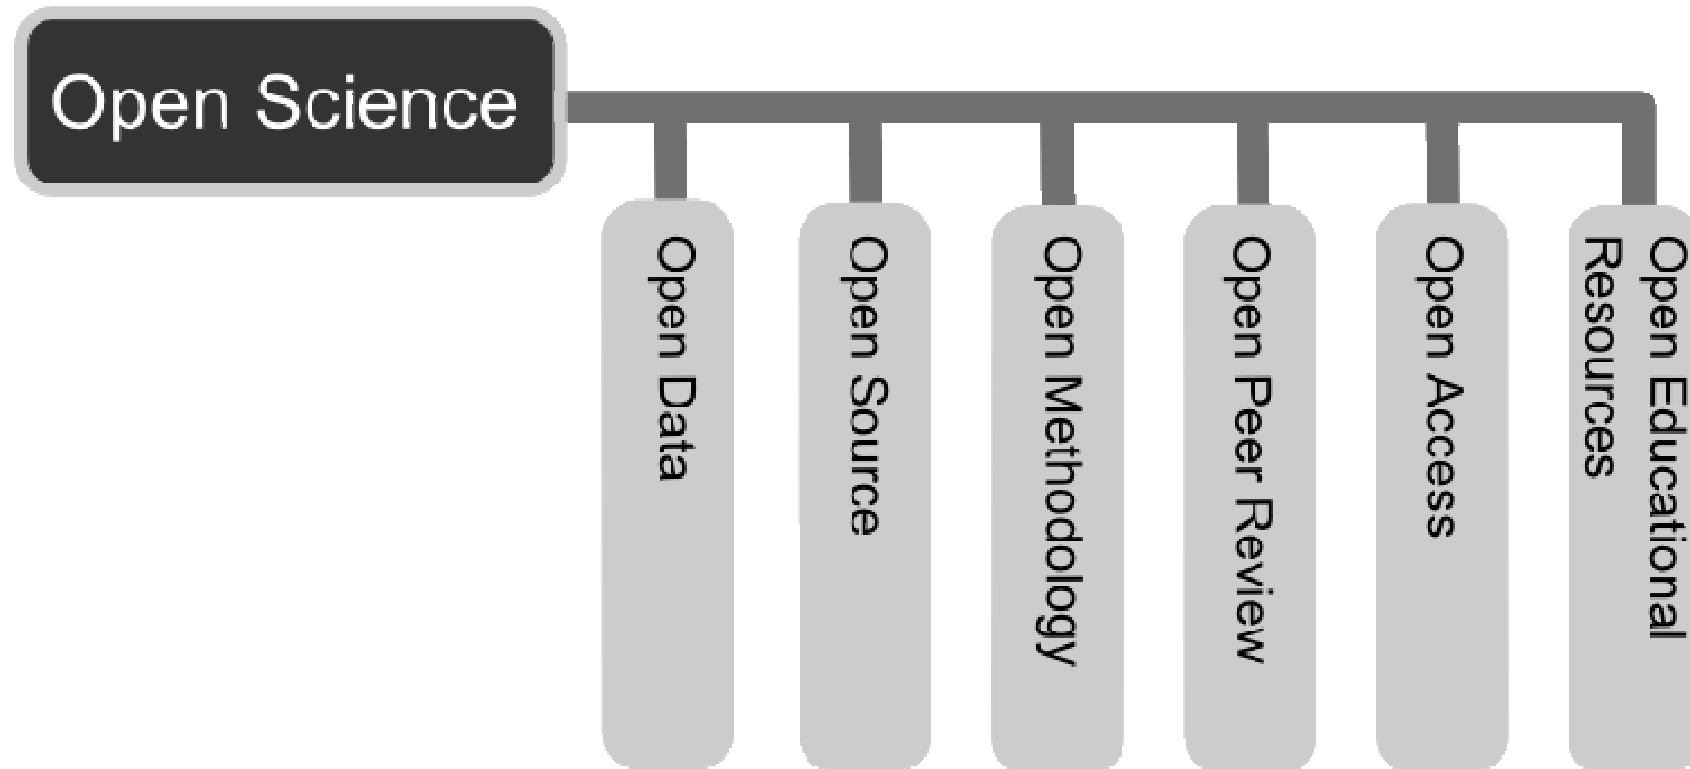 Open Science
Open Data
Open Source
Open Methodology
Open Peer Review
Open Access
Open Educational
Resources